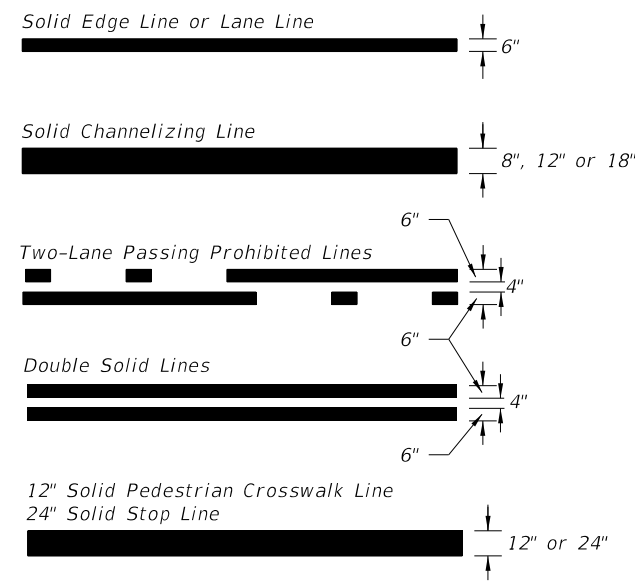 Solid Edge Line or Lane Line
6"
Solid Channelizing Line
8", 12" or 18"
6"
Two-Lane Passing Prohibited Lines
4"
6"
Double Solid Lines
4"
6"
12" Solid Pedestrian Crosswalk Line
24" Solid Stop Line
12" or 24"